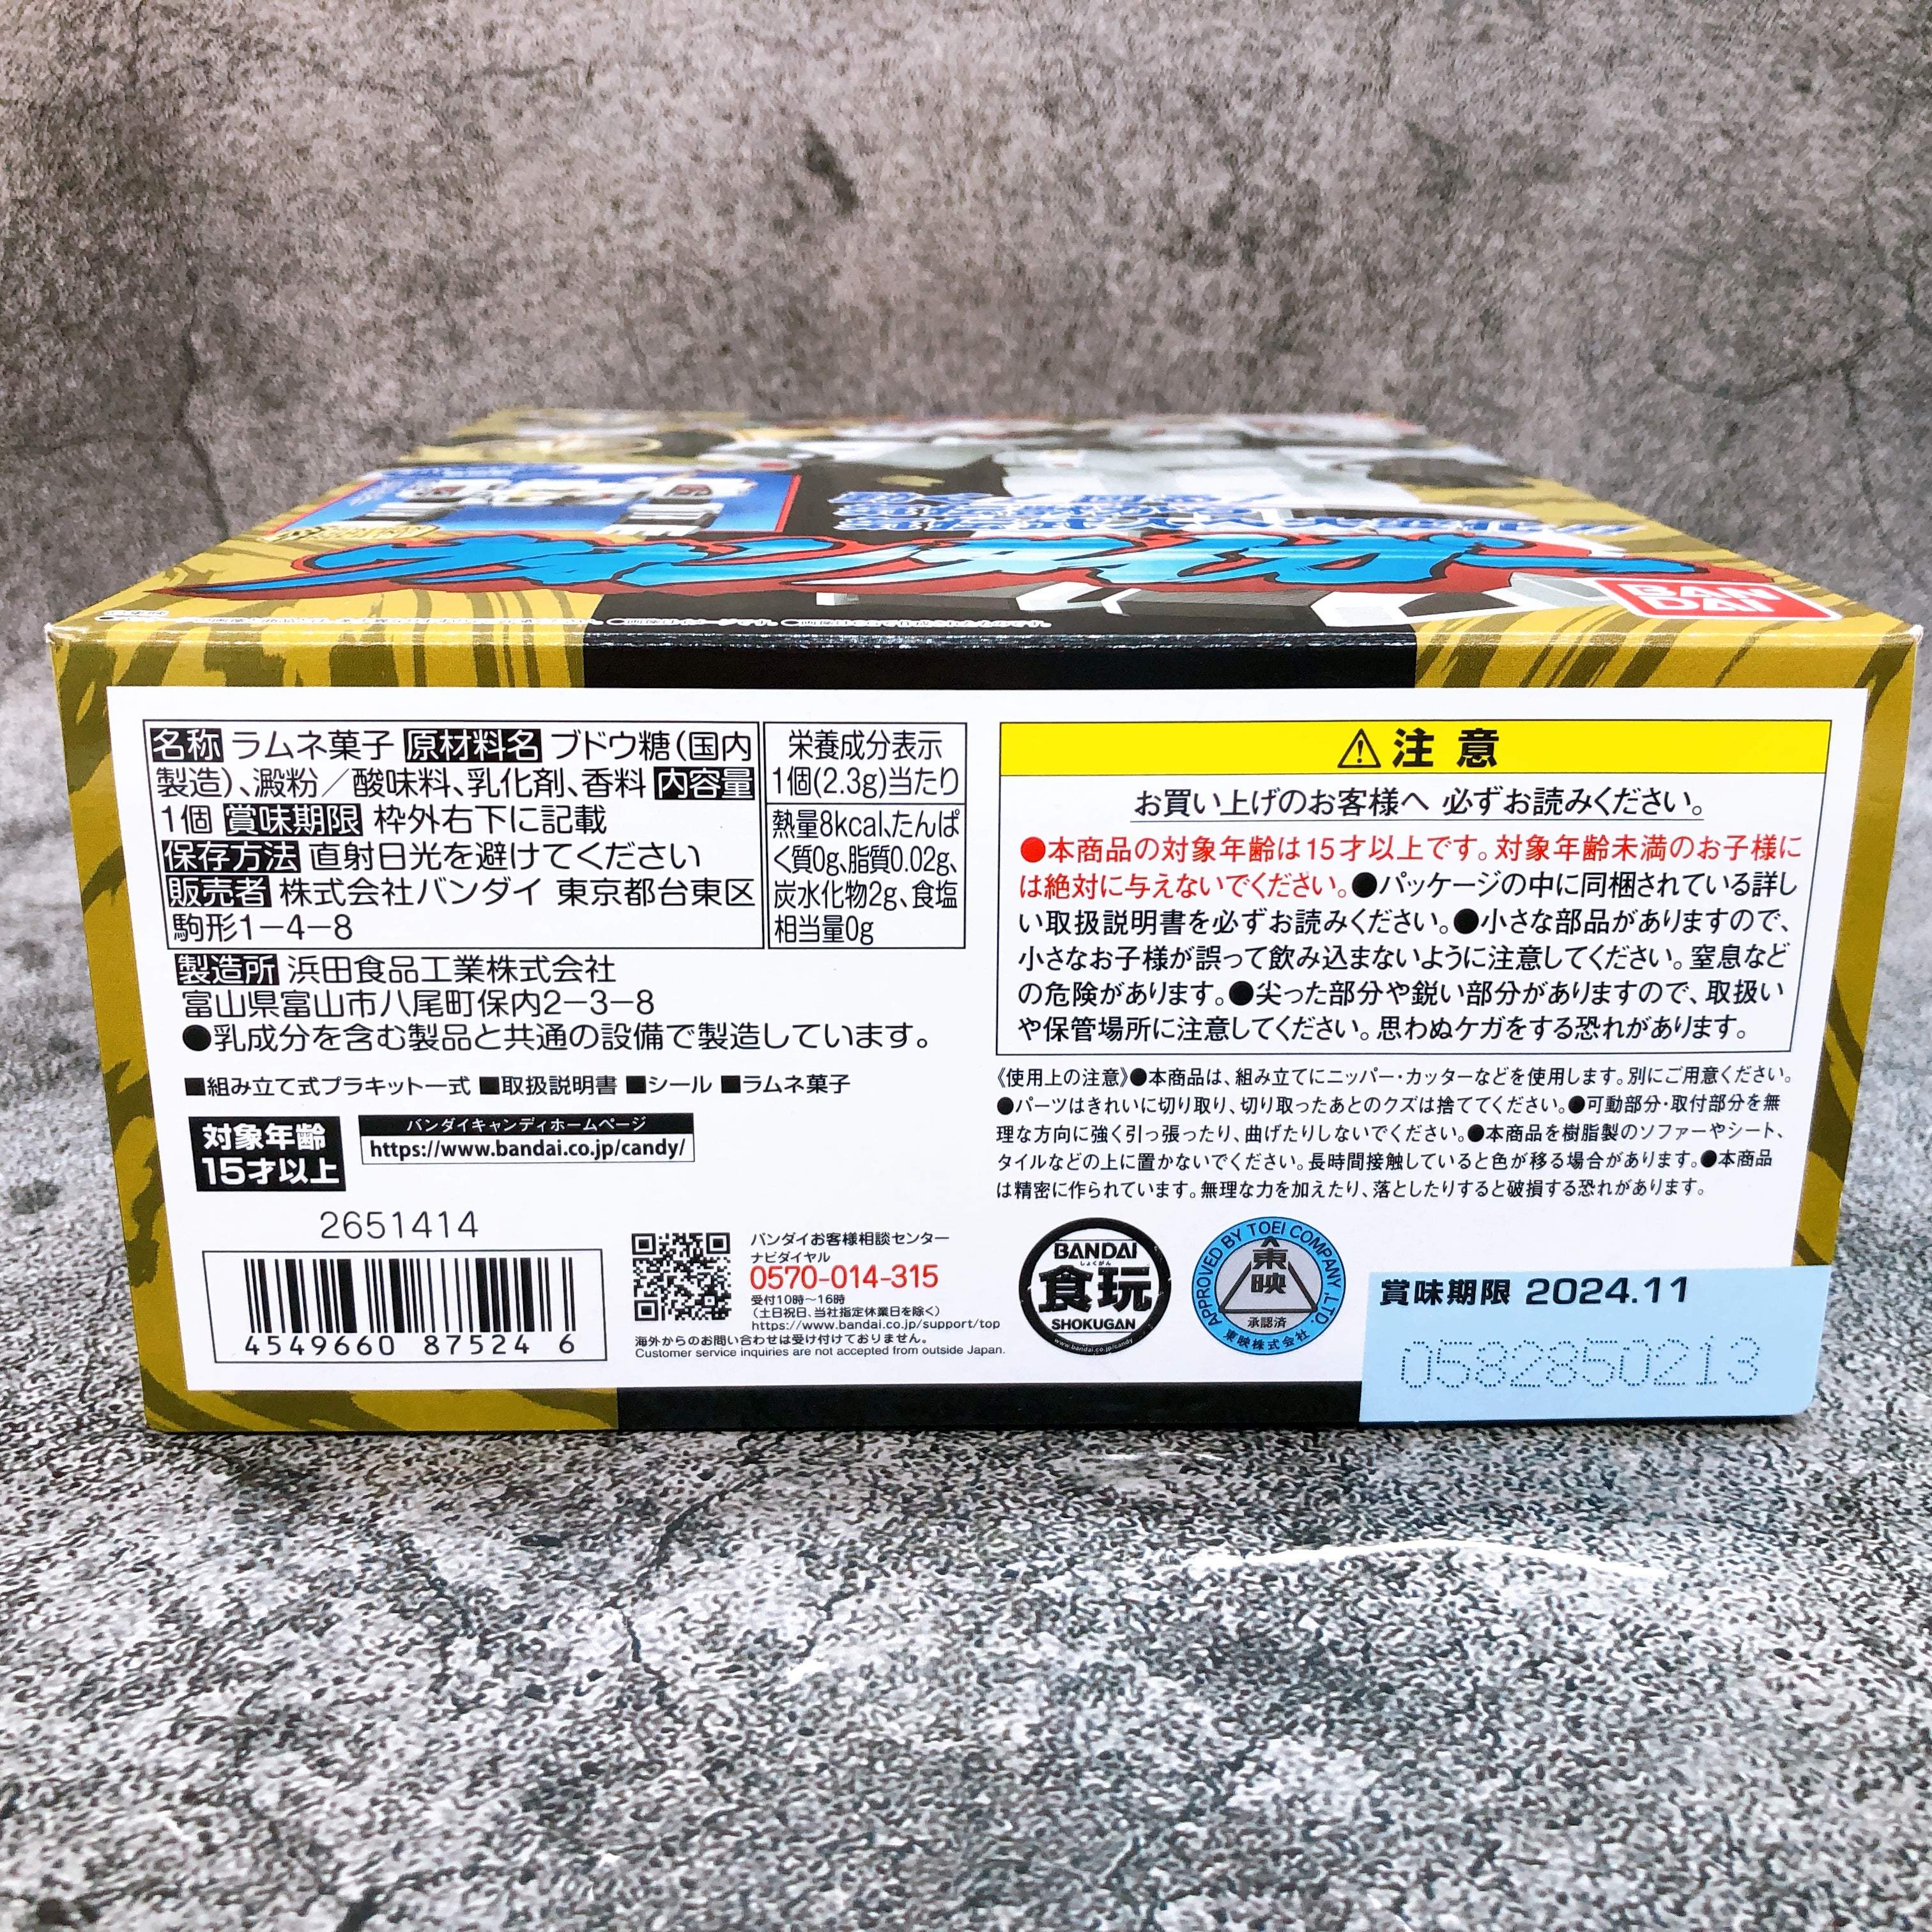 BAN
DAI
名称 ラムネ菓子 原材料名 ブドウ糖(国内
製造)、澱粉/酸味料、乳化剤、香料 内容量
1個 賞味期限 枠外右下に記載
保存方法 直射日光を避けてください
販売者 株式会社バンダイ 東京都台東区
駒形1-4-8
栄養成分表示
1個(2.3g)当たり
熱量8kcal、たんぱ
く質0g、脂質0.02g、
炭水化物2g、食塩
相当量0g
製造所 浜田食品工業株式会社
富山県富山市八尾町保内2-3-8
●乳成分を含む製品と共通の設備で製造しています。
■組み立て式プラキット一式 ■取扱説明書 ■シール ■ラムネ菓子
対象年齢
15才以上
バンダイキャンディホームページ
https://www.bandai.co.jp/candy/
2651414
4549660 87524 6
バンダイお客様相談センター
ナビダイヤル
0570-014-315
受付10時〜16時
(土日祝日、当社指定休業日を除く)
https://www.bandai.co.jp/support/top
海外からのお問い合わせは受け付けておりません。
Customer service inquiries are not accepted from outside Japan.
⚠注意
お買い上げのお客様へ 必ずお読みください。
●本商品の対象年齢は15才以上です。対象年齢未満のお子様に
は絶対に与えないでください。●パッケージの中に同梱されている詳し
い取扱説明書を必ずお読みください。●小さな部品がありますので、
小さなお子様が誤って飲み込まないように注意してください。窒息など
の危険があります。●尖った部分や鋭い部分がありますので、取扱い
や保管場所に注意してください。思わぬケガをする恐れがあります。
《使用上の注意》●本商品は、組み立てにニッパー・カッターなどを使用します。別にご用意ください。
●パーツはきれいに切り取り、切り取ったあとのクズは捨ててください。●可動部分・取付部分を無
理な方向に強く引っ張ったり、曲げたりしないでください。●本商品を樹脂製のソファーやシート、
タイルなどの上に置かないでください。長時間接触していると色が移る場合があります。●本商品
は精密に作られています。無理な力を加えたり、落としたりすると破損する恐れがあります。
BANDAI
しょくがん
食玩
SHOKUGAN
www.bandai.co.jp/candy
APPROVED BY TOEI COMPANY, LTD.
東映
承認済
東映株式会社
賞味期限 2024.11
0582850213